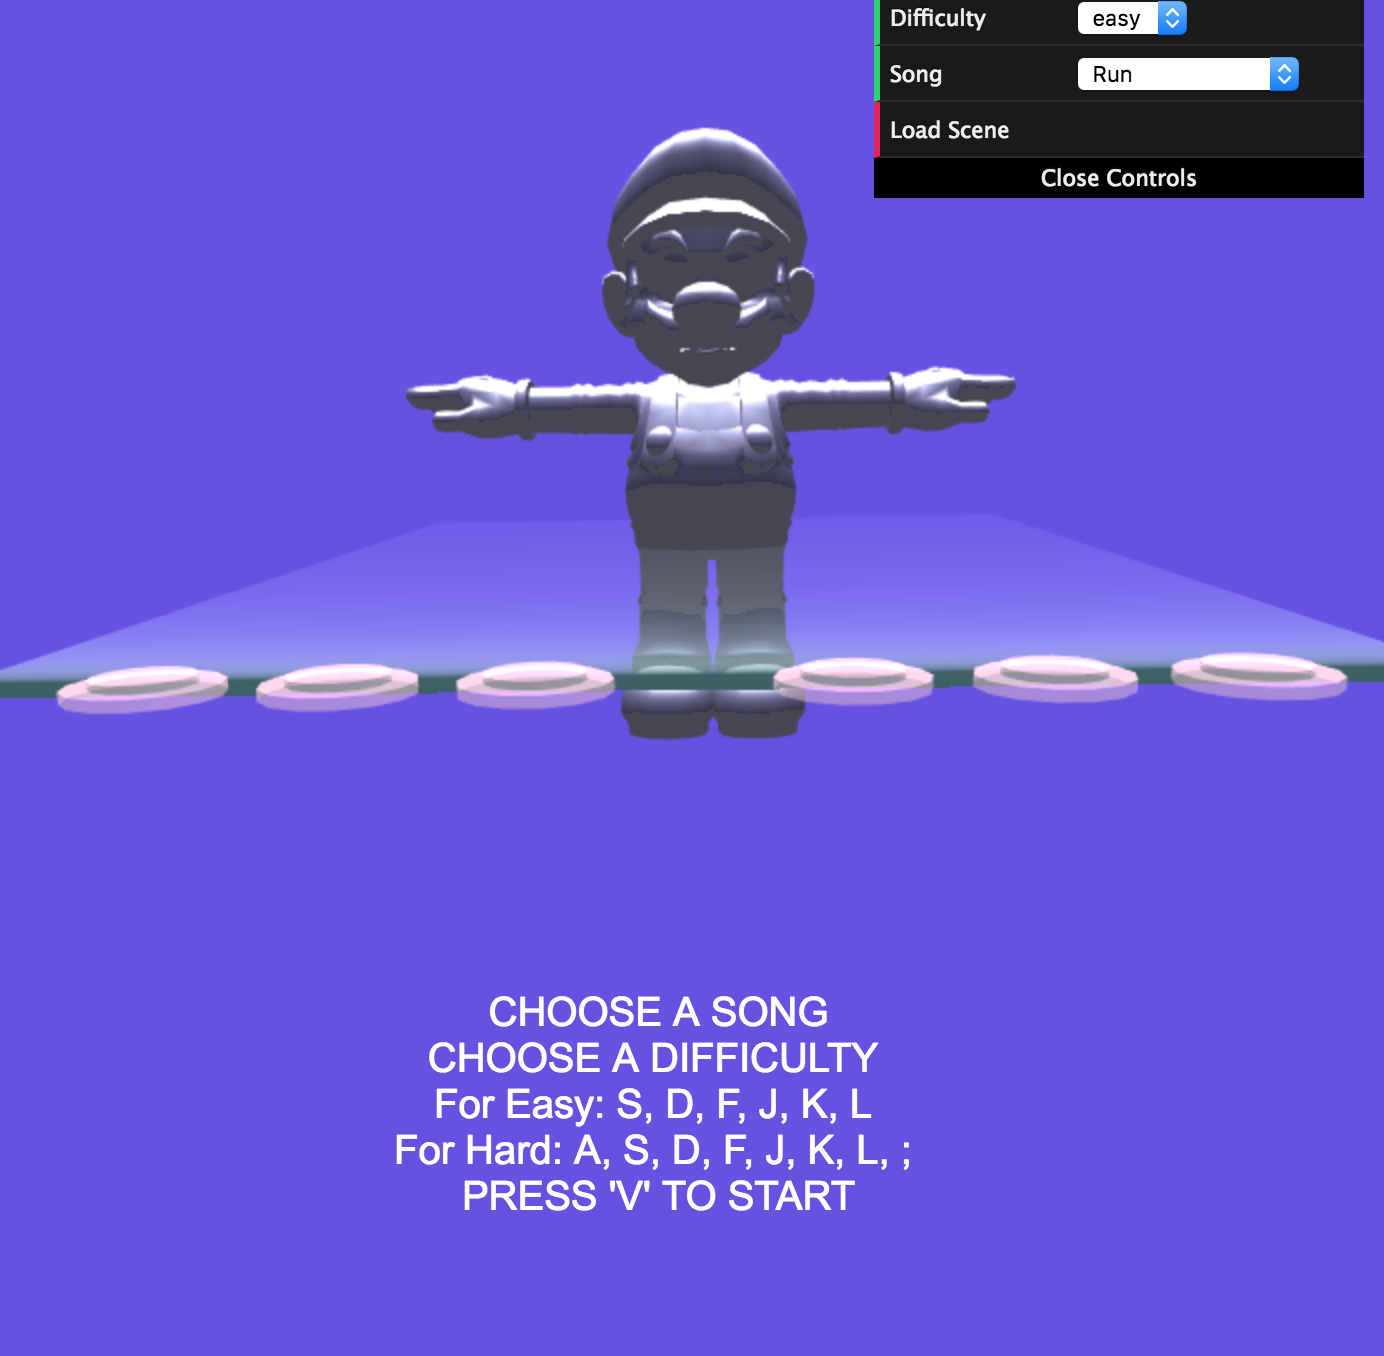 Difficulty easy
Song Run
Load Scene
Close Controls
CHOOSE A SONG
CHOOSE A DIFFICULTY
For Easy: S, D, F, J, K, L
For Hard: A, S, D, F, J, K, L, ;
PRESS 'V' TO START